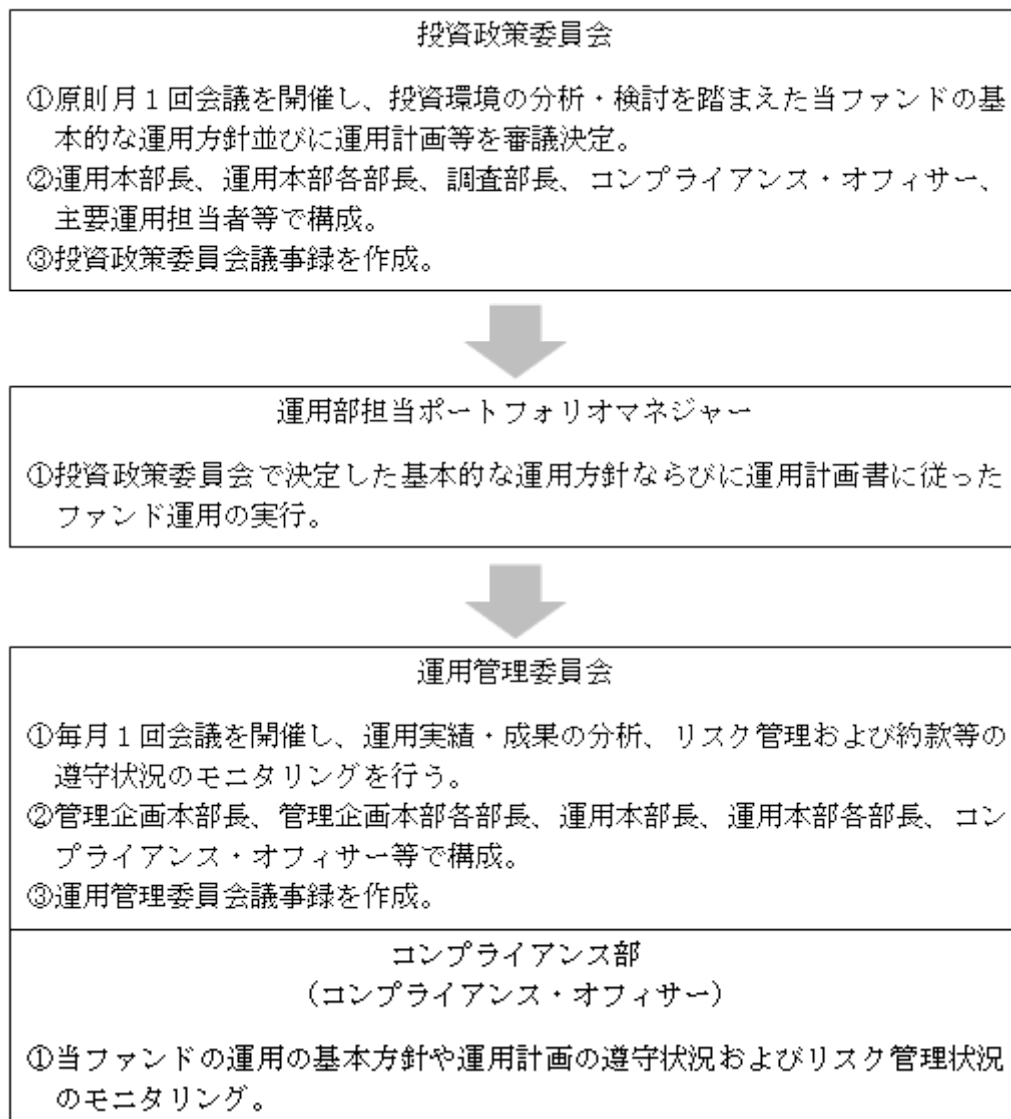 投資政策委員会
①原則月1回会議を開催し、投資環境の分析・検討を踏まえた当ファンドの基
本的な運用方針並びに運用計画等を審議決定。
②運用本部長、運用本部各部長、調査部長、コンプライアンス・オフィサー、
主要運用担当者等で構成。
③投資政策委員会議事録を作成。
運用部担当ポートフォリオマネジャー
①投資政策委員会で決定した基本的な運用方針ならびに運用計画書に従った
ファンド運用の実行。
運用管理委員会
①毎月1回会議を開催し、運用実績・成果の分析、リスク管理および約款等の
遵守状況のモニタリングを行う。
②管理企画本部長、管理企画本部各部長、運用本部長、運用本部各部長、コン
プライアンス・オフィサー等で構成。
③運用管理委員会議事録を作成。
コンプライアンス部
（コンプライアンス・オフィサー）
①当ファンドの運用の基本方針や運用計画の遵守状況およびリスク管理状況
のモニタリング。